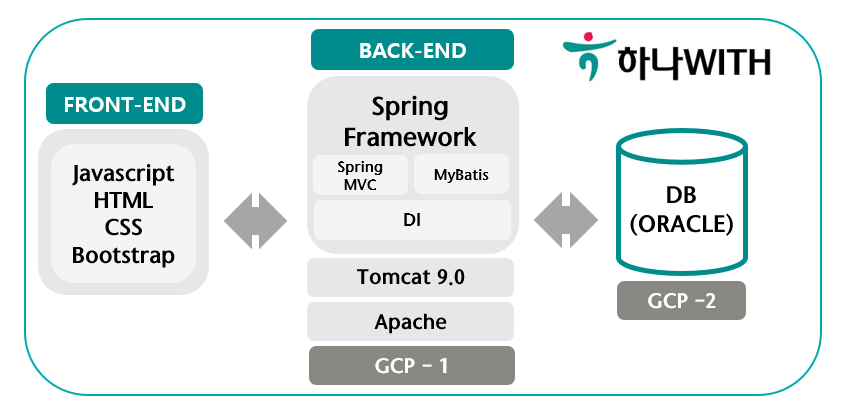 BACK-END
하나WITH
FRONT-END
Spring
Framework
Javascript
HTML
CSS
Bootstrap
Spring
MVC
MyBatis
DI
DB
(ORACLE)
Tomcat 9.0
Apache
GCP - 1
GCP -2